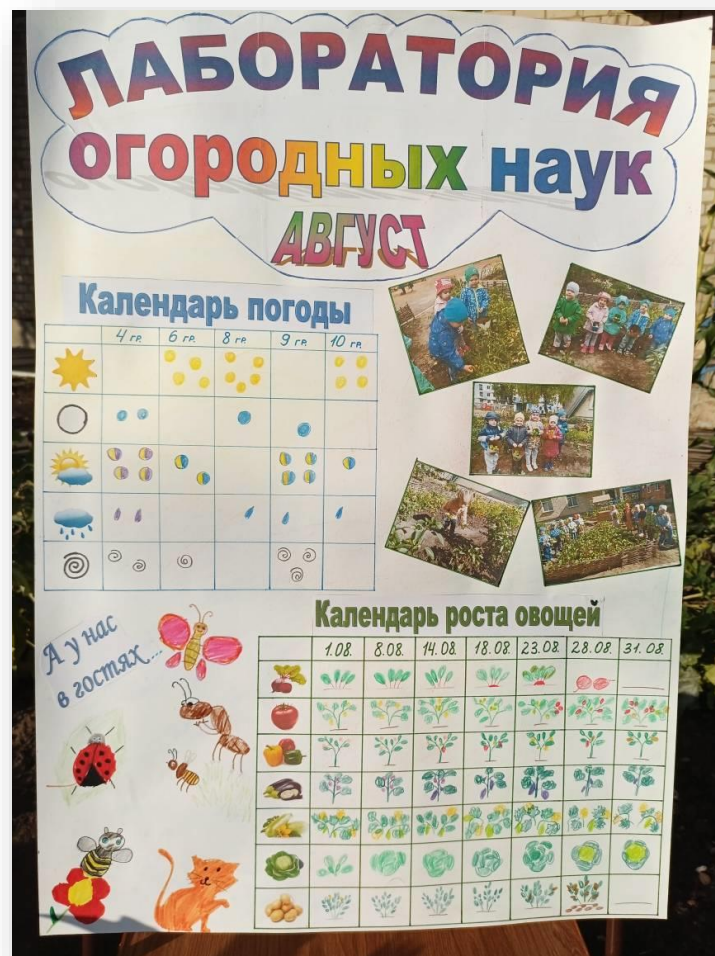 ЛАБОРАТОРИЯ
огородных наук
АВГУСТ
Календарь погоды
4 гр. 6 гр. 8 гр. 9 гр. 10 гр.
А у нас
в гостях...
Календарь роста овощей
1.08. 8.08. 14.08. 18.08. 23.08. 28.08. 31.08.